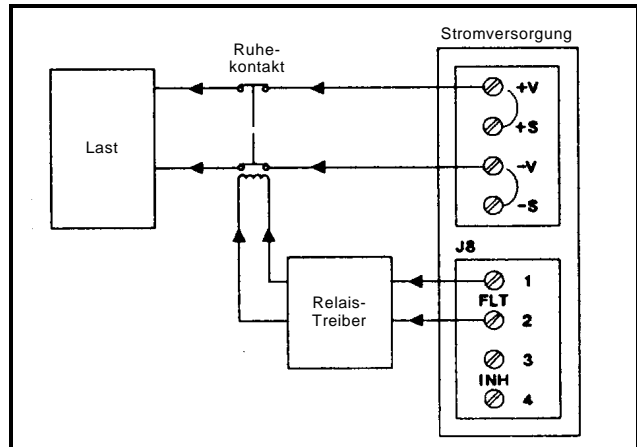 Stromversorgung
Ruhe-
kontakt
+V
+S
Last
-V
-S
J8
1
FLT
2
Relais-
Treiber
3
INH
4